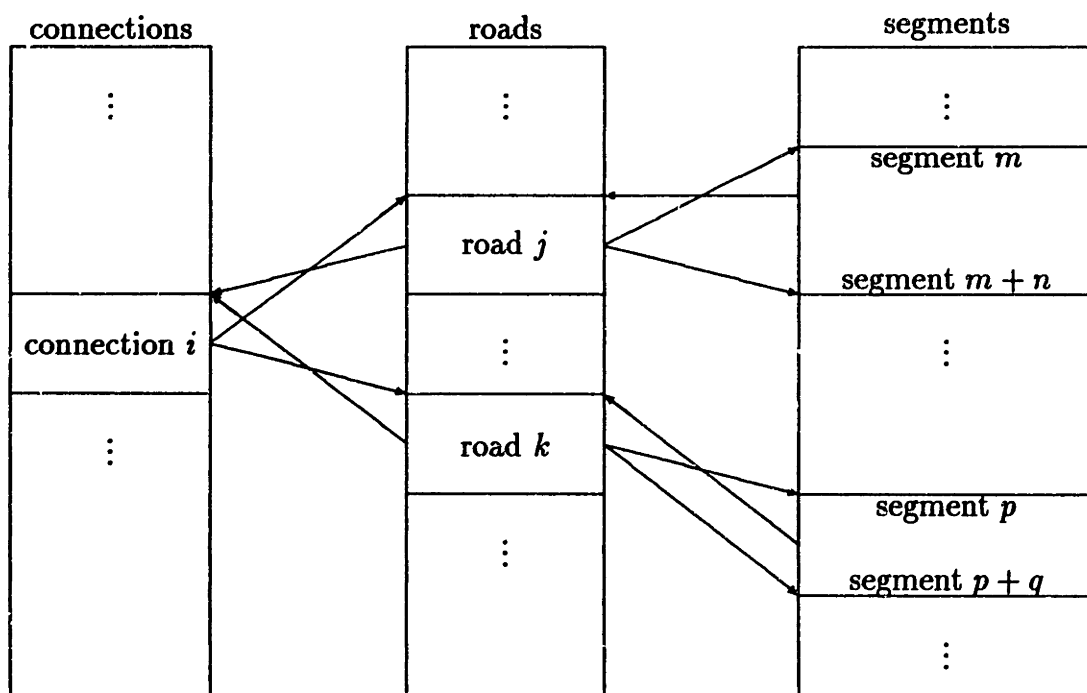 connections
⋮
connection i
⋮
roads
⋮
road j
⋮
road k
⋮
segments
⋮
segment m
segment m + n
⋮
segment p
segment p + q
⋮